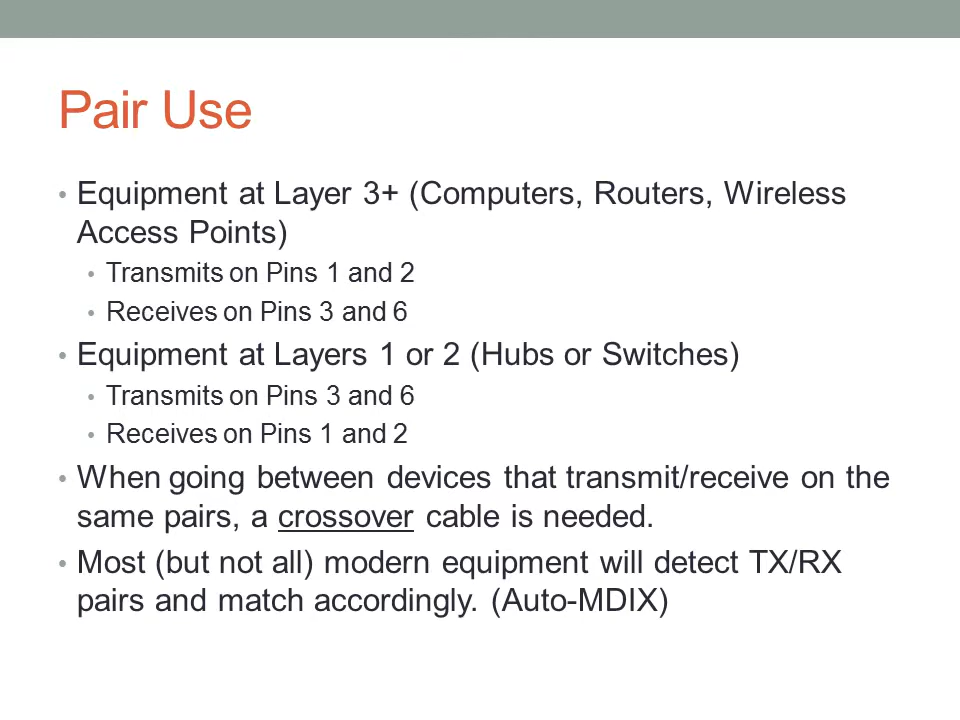 Pair Use
• Equipment at Layer 3+ (Computers, Routers, Wireless
Access Points)
• Transmits on Pins 1 and 2
• Receives on Pins 3 and 6
• Equipment at Layers 1 or 2 (Hubs or Switches)
• Transmits on Pins 3 and 6
• Receives on Pins 1 and 2
• When going between devices that transmit/receive on the
same pairs, a crossover cable is needed.
• Most (but not all) modern equipment will detect TX/RX
pairs and match accordingly. (Auto-MDIX)